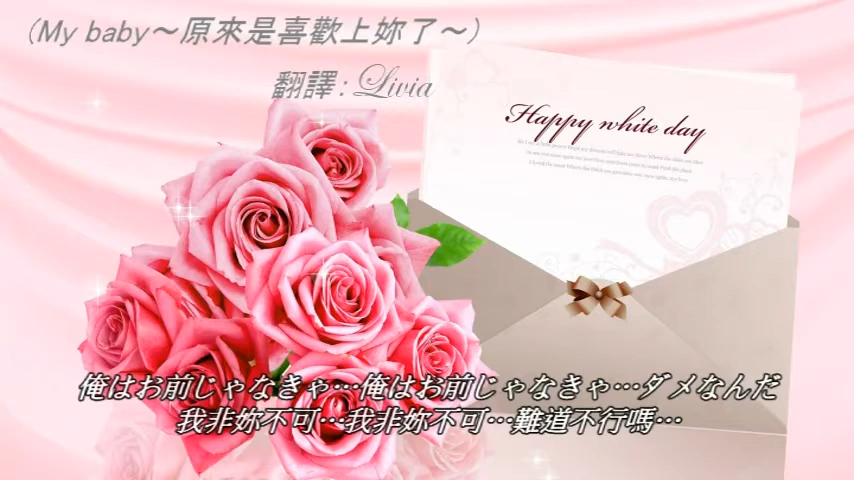 (My baby～原來是喜歡上妳了～)
翻譯：Livia
Happy white day
俺はお前じゃなきゃ…俺はお前じゃなきゃ…ダメなんだ
我非妳不可…我非妳不可…難道不行嗎…